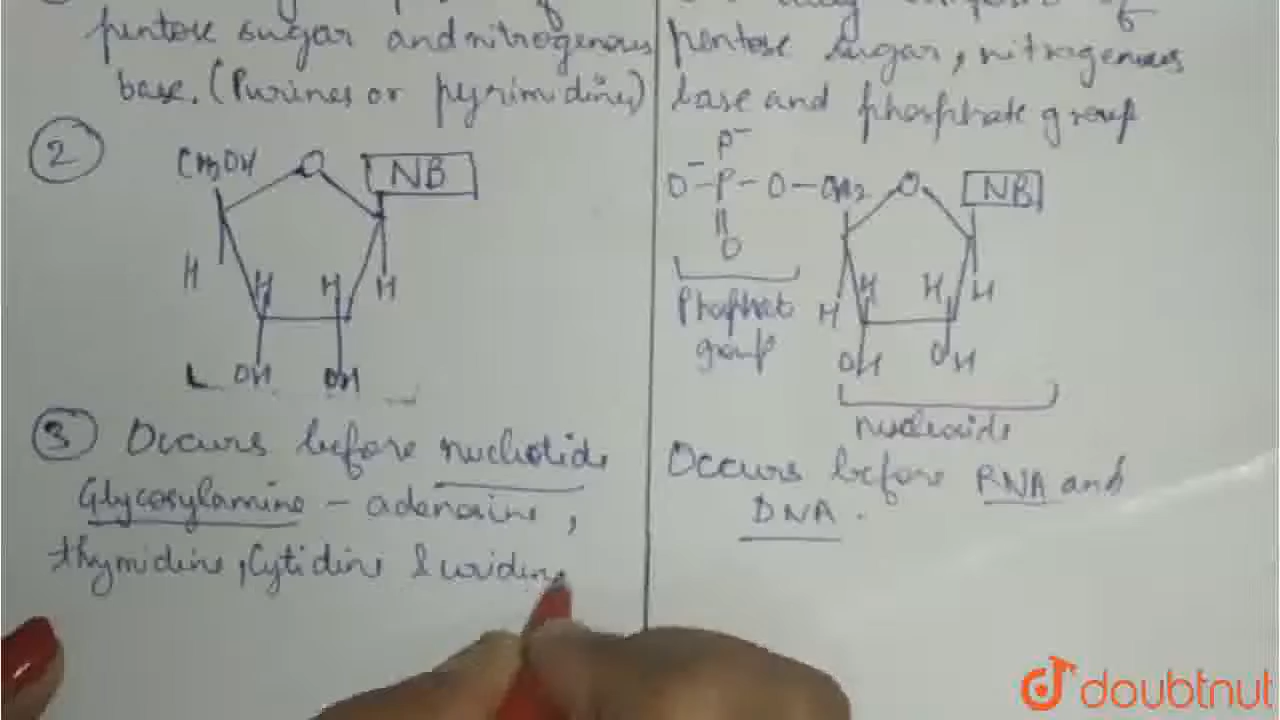 pentose sugar and nitrogenous
base. (Purines or pyrimidines)
2
CH2OH
O
NB
H
H
H
H
OH
OH
3 Occurs before nucleotide
Glycosylamine - adenosine,
thymidine, Cytidine & uridine
of
pentose sugar, nitrogenous
base and phosphate group
O⁻
O⁻-P-O-CH2
O
NB
O
Phosphate
group
H
H
H
H
OH
OH
nucleoside
Occurs before RNA and
DNA.
doubtnut